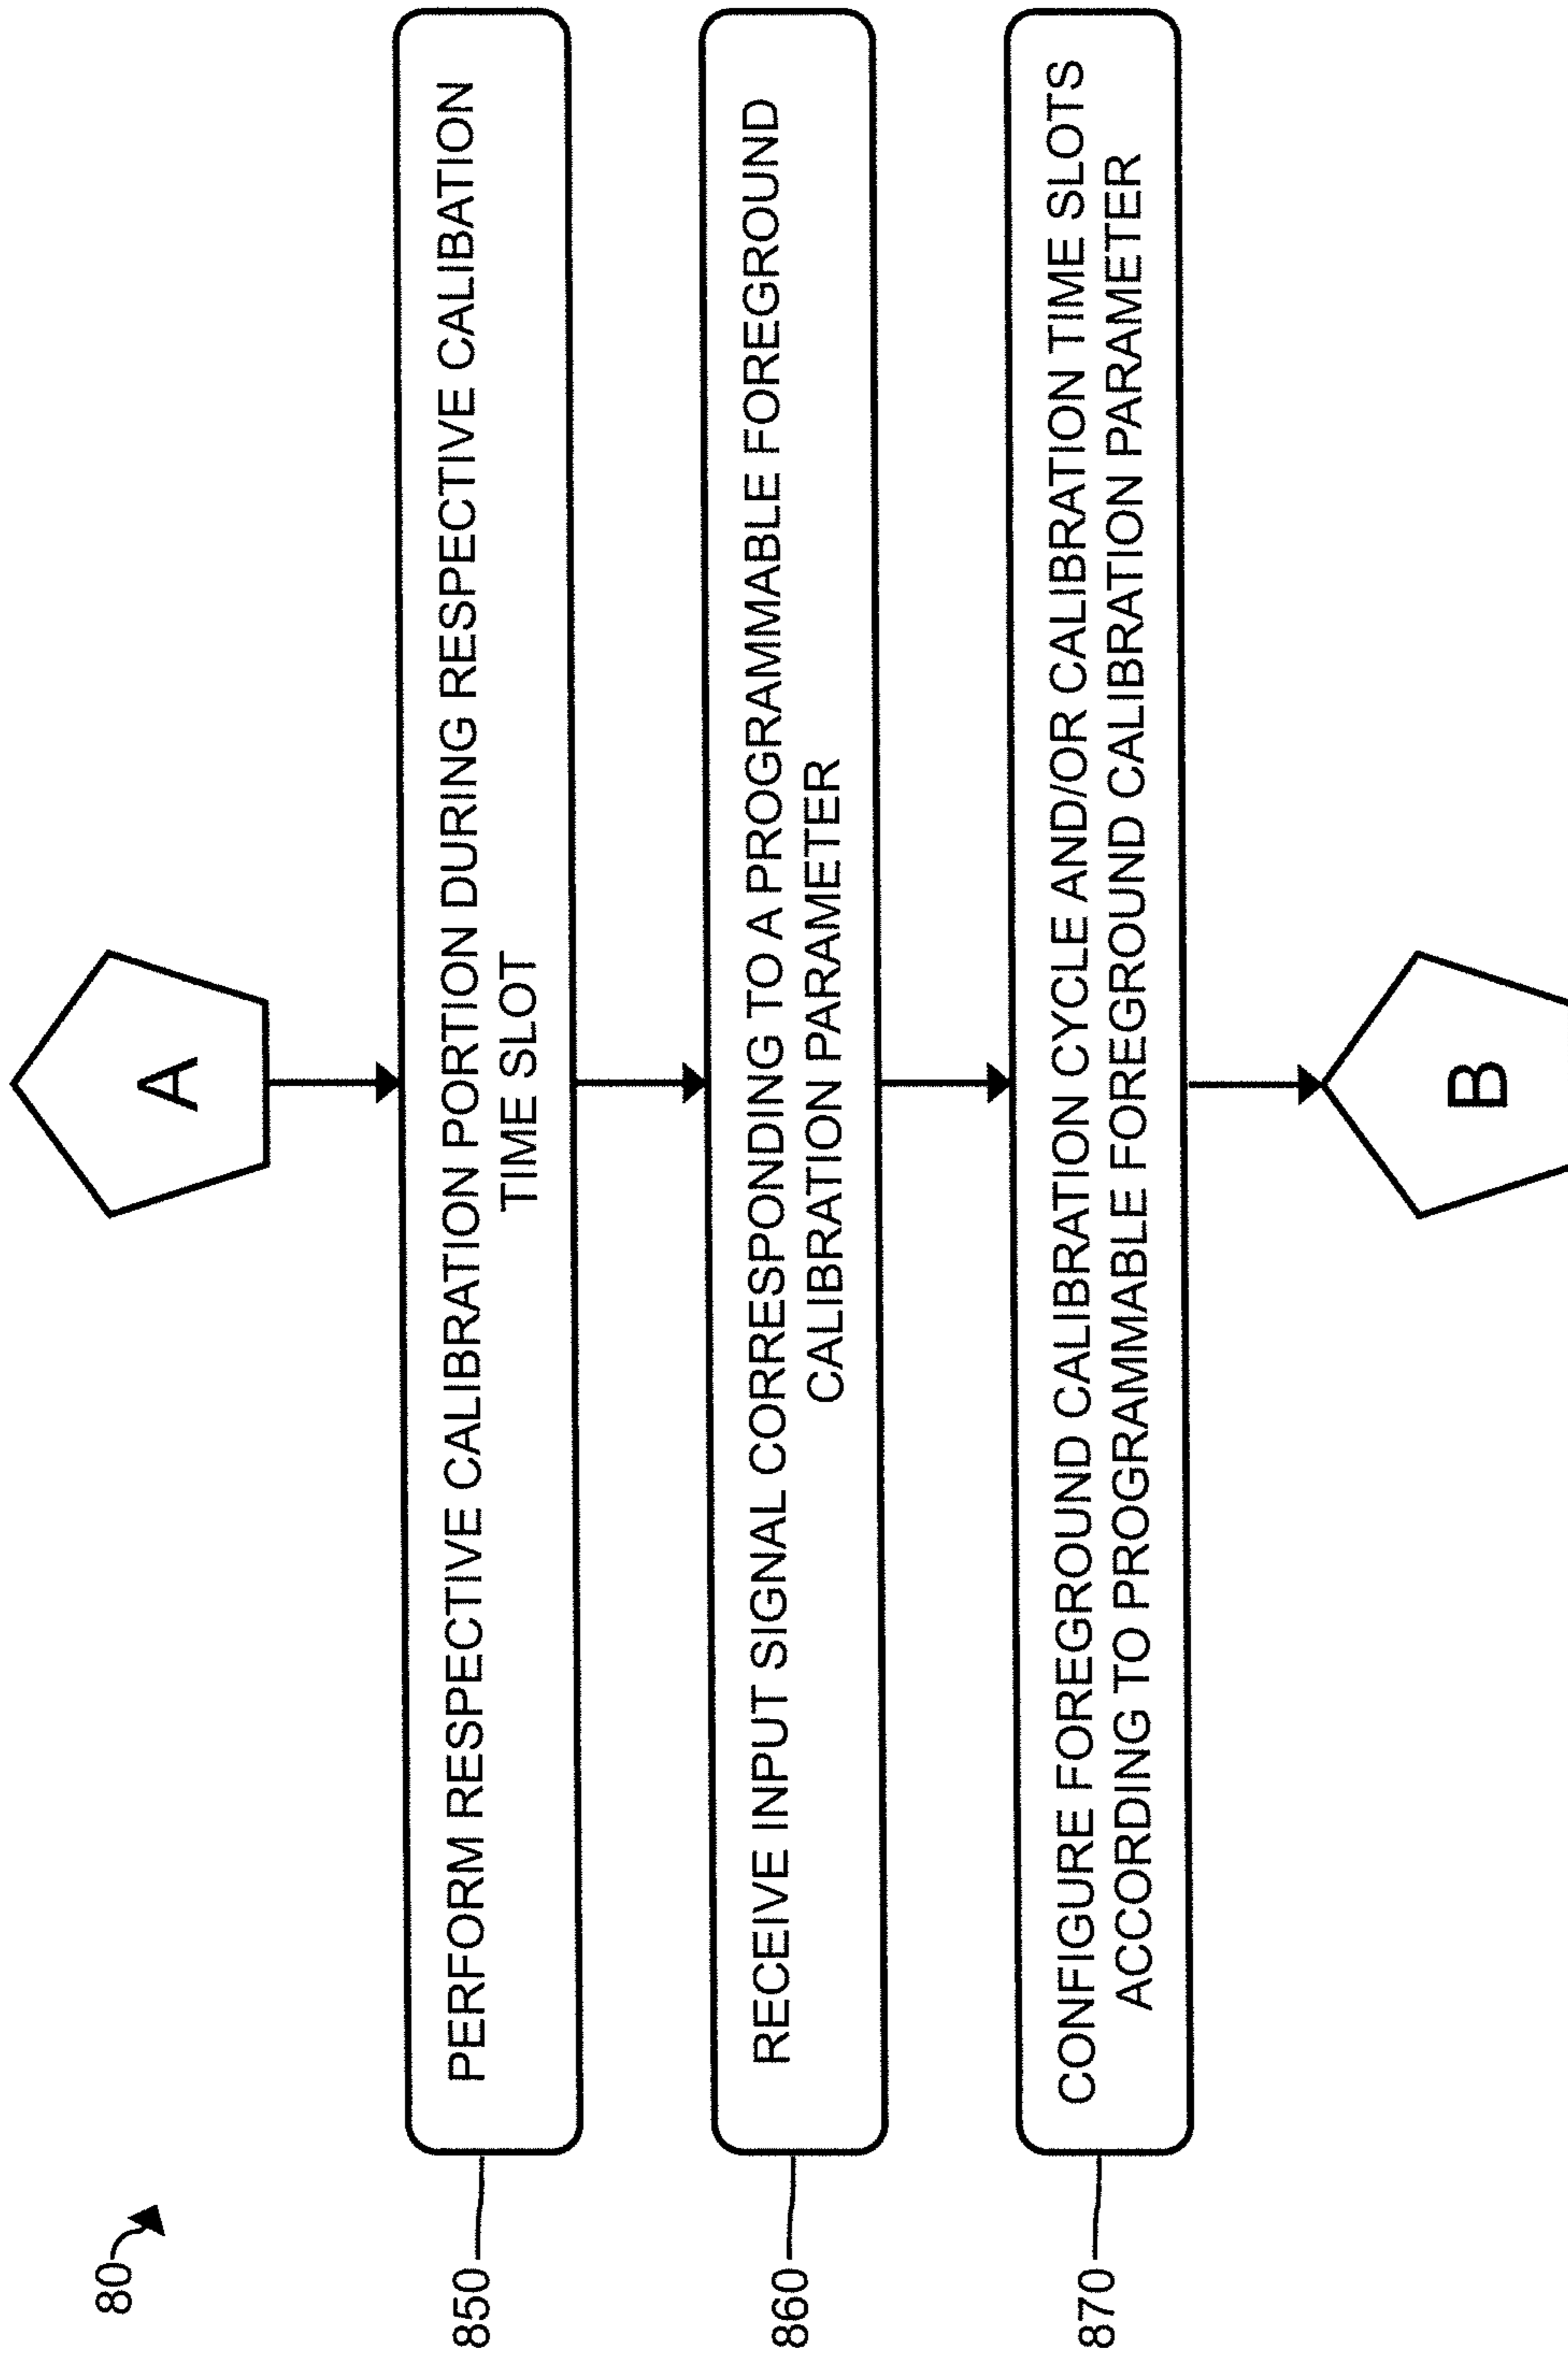 80
A
850
PERFORM RESPECTIVE CALIBRATION PORTION DURING RESPECTIVE CALIBATION
TIME SLOT
860
RECEIVE INPUT SIGNAL CORRESPONDING TO A PROGRAMMABLE FOREGROUND
CALIBRATION PARAMETER
870
CONFIGURE FOREGROUND CALIBRATION CYCLE AND/OR CALIBRATION TIME SLOTS
ACCORDING TO PROGRAMMABLE FOREGROUND CALIBRATION PARAMETER
B